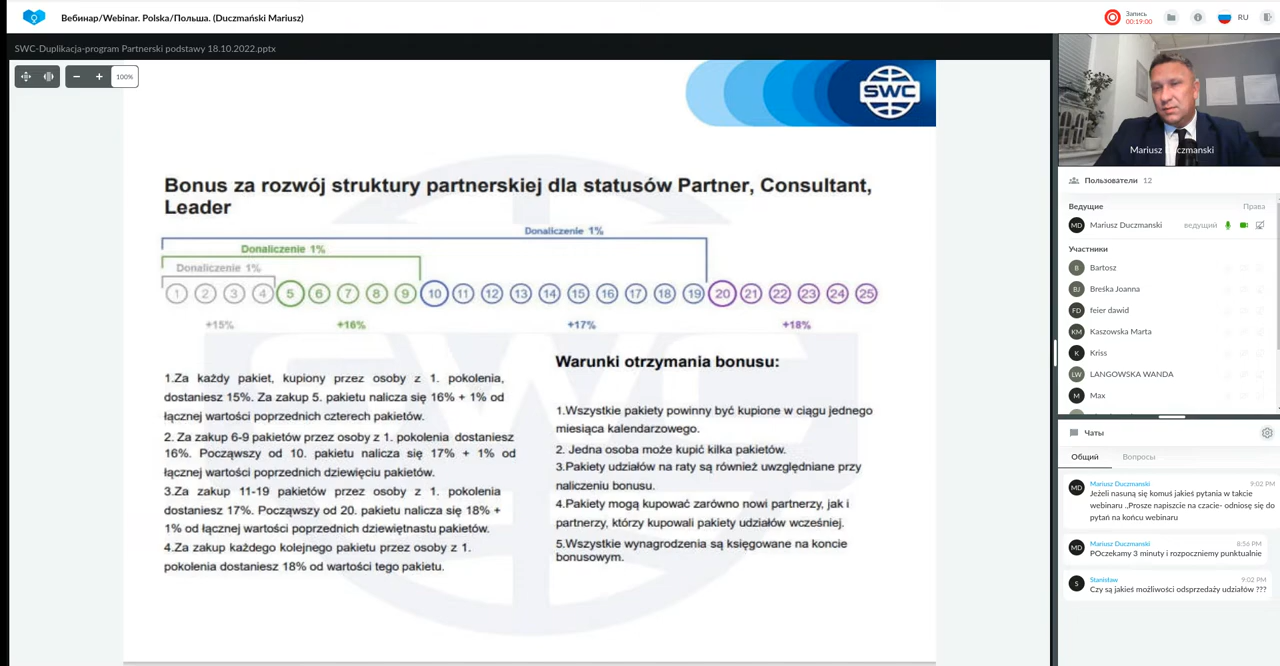 Вебинар/Webinar. Polska/Польша. (Duczmański Mariusz)
Запись
00:19:00
RU
SWC-Duplikacja-program Partnerski podstawy 18.10.2022.pptx
100%
SWC
Bonus za rozwój struktury partnerskiej dla statusów Partner, Consultant,
Leader
Donaliczenie 1%
Donaliczenie 1%
Donaliczenie 1%
1 2 3 4 5 6 7 8 9 10 11 12 13 14 15 16 17 18 19 20 21 22 23 24 25
+15% +16% +17% +18%
1.Za każdy pakiet, kupiony przez osoby z 1. pokolenia,
dostaniesz 15%. Za zakup 5. pakietu nalicza się 16% + 1% od
łącznej wartości poprzednich czterech pakietów.
2. Za zakup 6-9 pakietów przez osoby z 1. pokolenia dostaniesz
16%. Począwszy od 10. pakietu nalicza się 17% + 1% od
łącznej wartości poprzednich dziewięciu pakietów.
3.Za zakup 11-19 pakietów przez osoby z 1. pokolenia
dostaniesz 17%. Począwszy od 20. pakietu nalicza się 18% +
1% od łącznej wartości poprzednich dziewiętnastu pakietów.
4.Za zakup każdego kolejnego pakietu przez osoby z 1.
pokolenia dostaniesz 18% od wartości tego pakietu.
Warunki otrzymania bonusu:
1.Wszystkie pakiety powinny być kupione w ciągu jednego
miesiąca kalendarzowego.
2. Jedna osoba może kupić kilka pakietów.
3.Pakiety udziałów na raty są również uwzględniane przy
naliczeniu bonusu.
4.Pakiety mogą kupować zarówno nowi partnerzy, jak i
partnerzy, którzy kupowali pakiety udziałów wcześniej.
5.Wszystkie wynagrodzenia są księgowane na koncie
bonusowym.
Пользователи 12
Ведущие Права
MD Mariusz Duczmanski ведущий
Участники
B Bartosz
BJ Breśka Joanna
FD feier dawid
KM Kaszowska Marta
K Kriss
LW LANGOWSKA WANDA
M Max
Чаты
Общий Вопросы
MD Mariusz Duczmanski 9:02 PM
Jeżeli nasuną się komuś jakieś pytania w takcie
webinaru ,,Prosze napiszcie na czacie- odniosę się do
pytań na końcu webinaru
MD Mariusz Duczmanski 8:56 PM
POczekamy 3 minuty i rozpoczniemy punktualnie
S Stanisław 9:02 PM
Czy są jakieś możliwości odsprzedaży udziałów ???